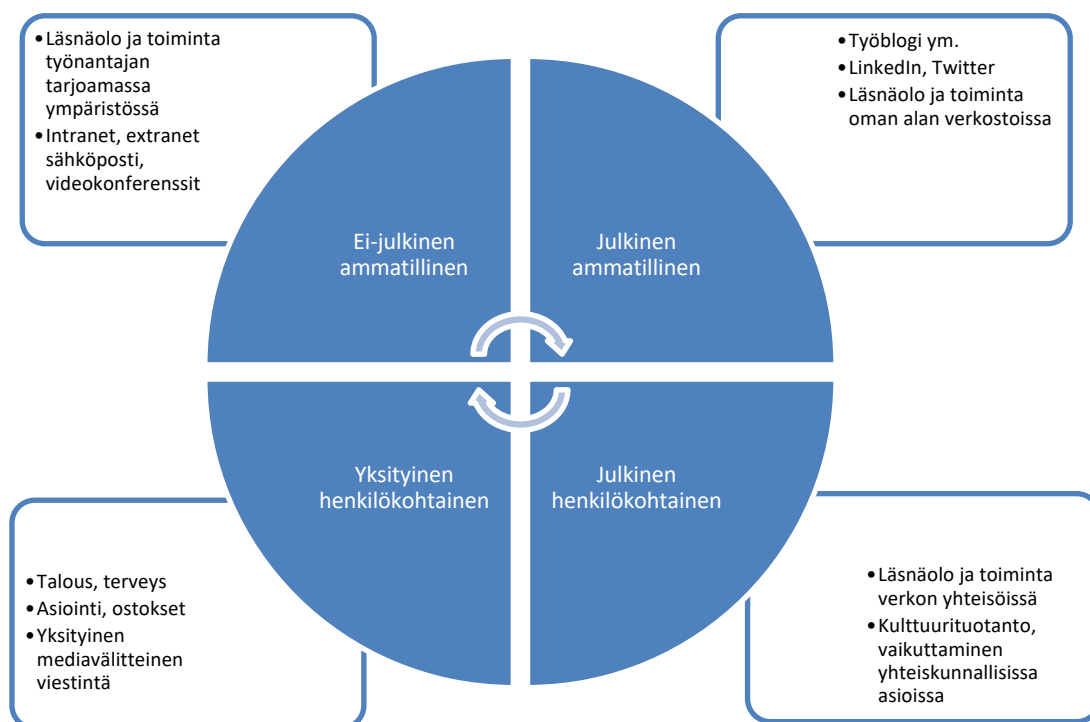 •Läsnäolo ja toiminta
työnantajan
tarjoamassa
ympäristössä
•Intranet, extranet
sähköposti,
videokonferenssit
•Työblogi ym.
•LinkedIn, Twitter
•Läsnäolo ja toiminta
oman alan verkostoissa
Ei-julkinen
ammatillinen
Julkinen
ammatillinen
Yksityinen
henkilökohtainen
Julkinen
henkilökohtainen
•Talous, terveys
•Asiointi, ostokset
•Yksityinen
mediavälitteinen
viestintä
•Läsnäolo ja toiminta
verkon yhteisöissä
•Kulttuurituotanto,
vaikuttaminen
yhteiskunnallisissa
asioissa